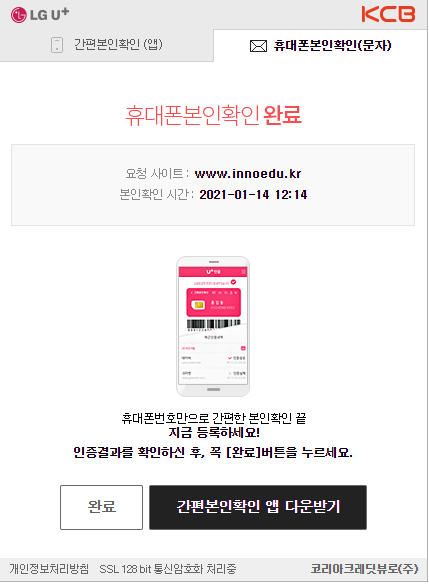 LG U+
KCB
간편본인확인 (앱)
휴대폰본인확인(문자)
휴대폰본인확인 완료
요청 사이트 : www.innoedu.kr
본인확인 시간 : 2021-01-14 12:14
U+인증
홍길동
휴대폰번호만으로 간편한 본인확인 끝
지금 등록하세요!
인증결과를 확인하신 후, 꼭 [완료]버튼을 누르세요.
완료
간편본인확인 앱 다운받기
개인정보처리방침 SSL 128 bit 통신암호화 처리중
코리아크레딧뷰로(주)